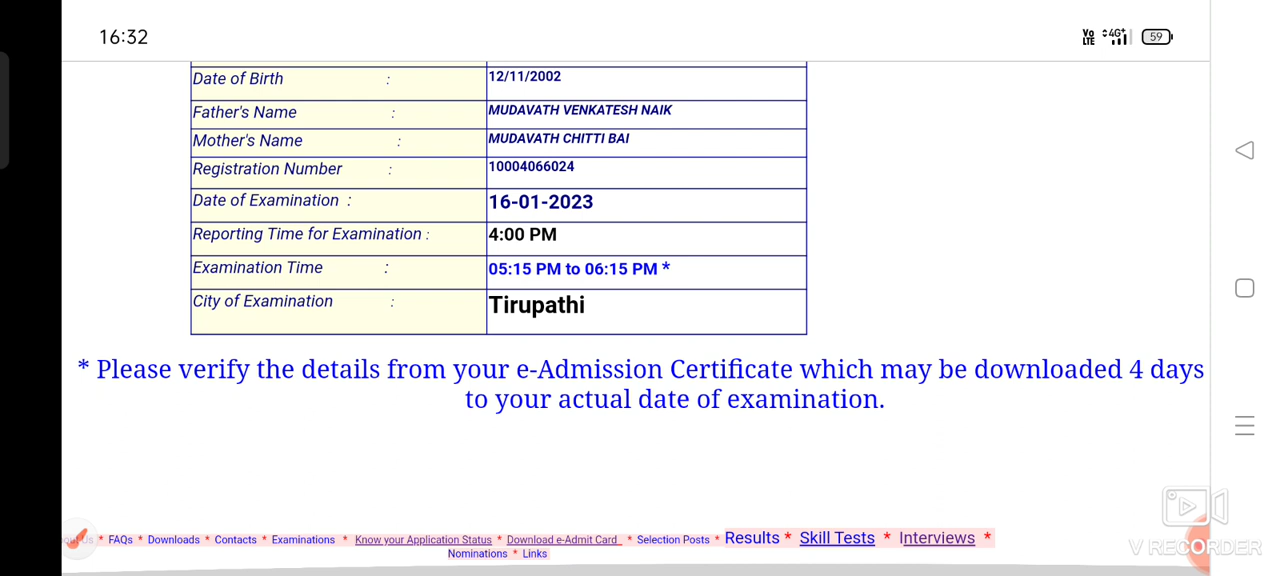 16:32
Vo LTE 4G+ 59
Date of Birth : 12/11/2002
Father's Name : MUDAVATH VENKATESH NAIK
Mother's Name : MUDAVATH CHITTI BAI
Registration Number : 10004066024
Date of Examination : 16-01-2023
Reporting Time for Examination : 4:00 PM
Examination Time : 05:15 PM to 06:15 PM *
City of Examination : Tirupathi
* Please verify the details from your e-Admission Certificate which may be downloaded 4 days
to your actual date of examination.
Us * FAQs * Downloads * Contacts * Examinations * Know your Application Status * Download e-Admit Card * Selection Posts * Results * Skill Tests * Interviews *
Nominations * Links
V RECORDER